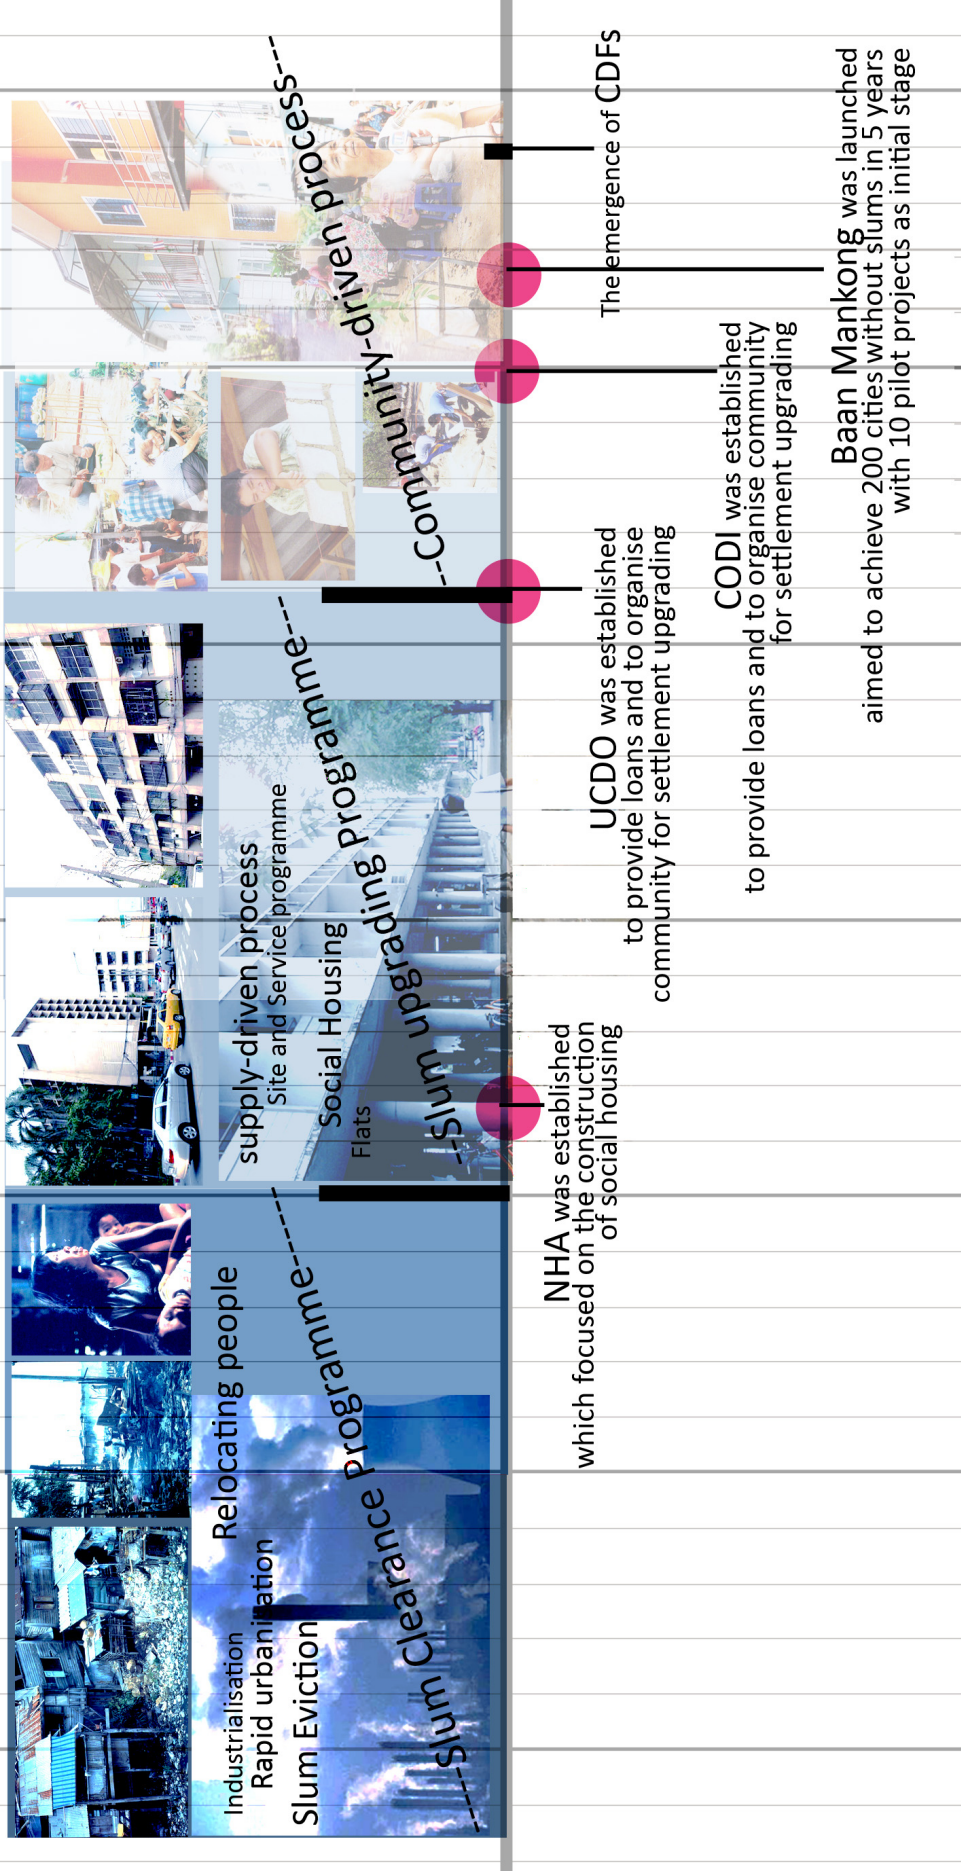 Industrialisation
Rapid urbanisation
Slum Eviction
Relocating people
------Slum Clearance programme------
supply-driven process
Site and Service programme
Social Housing
Flats
--Slum upgrading Programme----
---Community-driven process----
NHA was established
which focused on the construction
of social housing
UCDO was established
to provide loans and to organise
community for settlement upgrading
CODI was established
to provide loans and to organise community
for settlement upgrading
Baan Mankong was launched
aimed to achieve 200 cities without slums in 5 years
with 10 pilot projects as initial stage
The emergence of CDFs